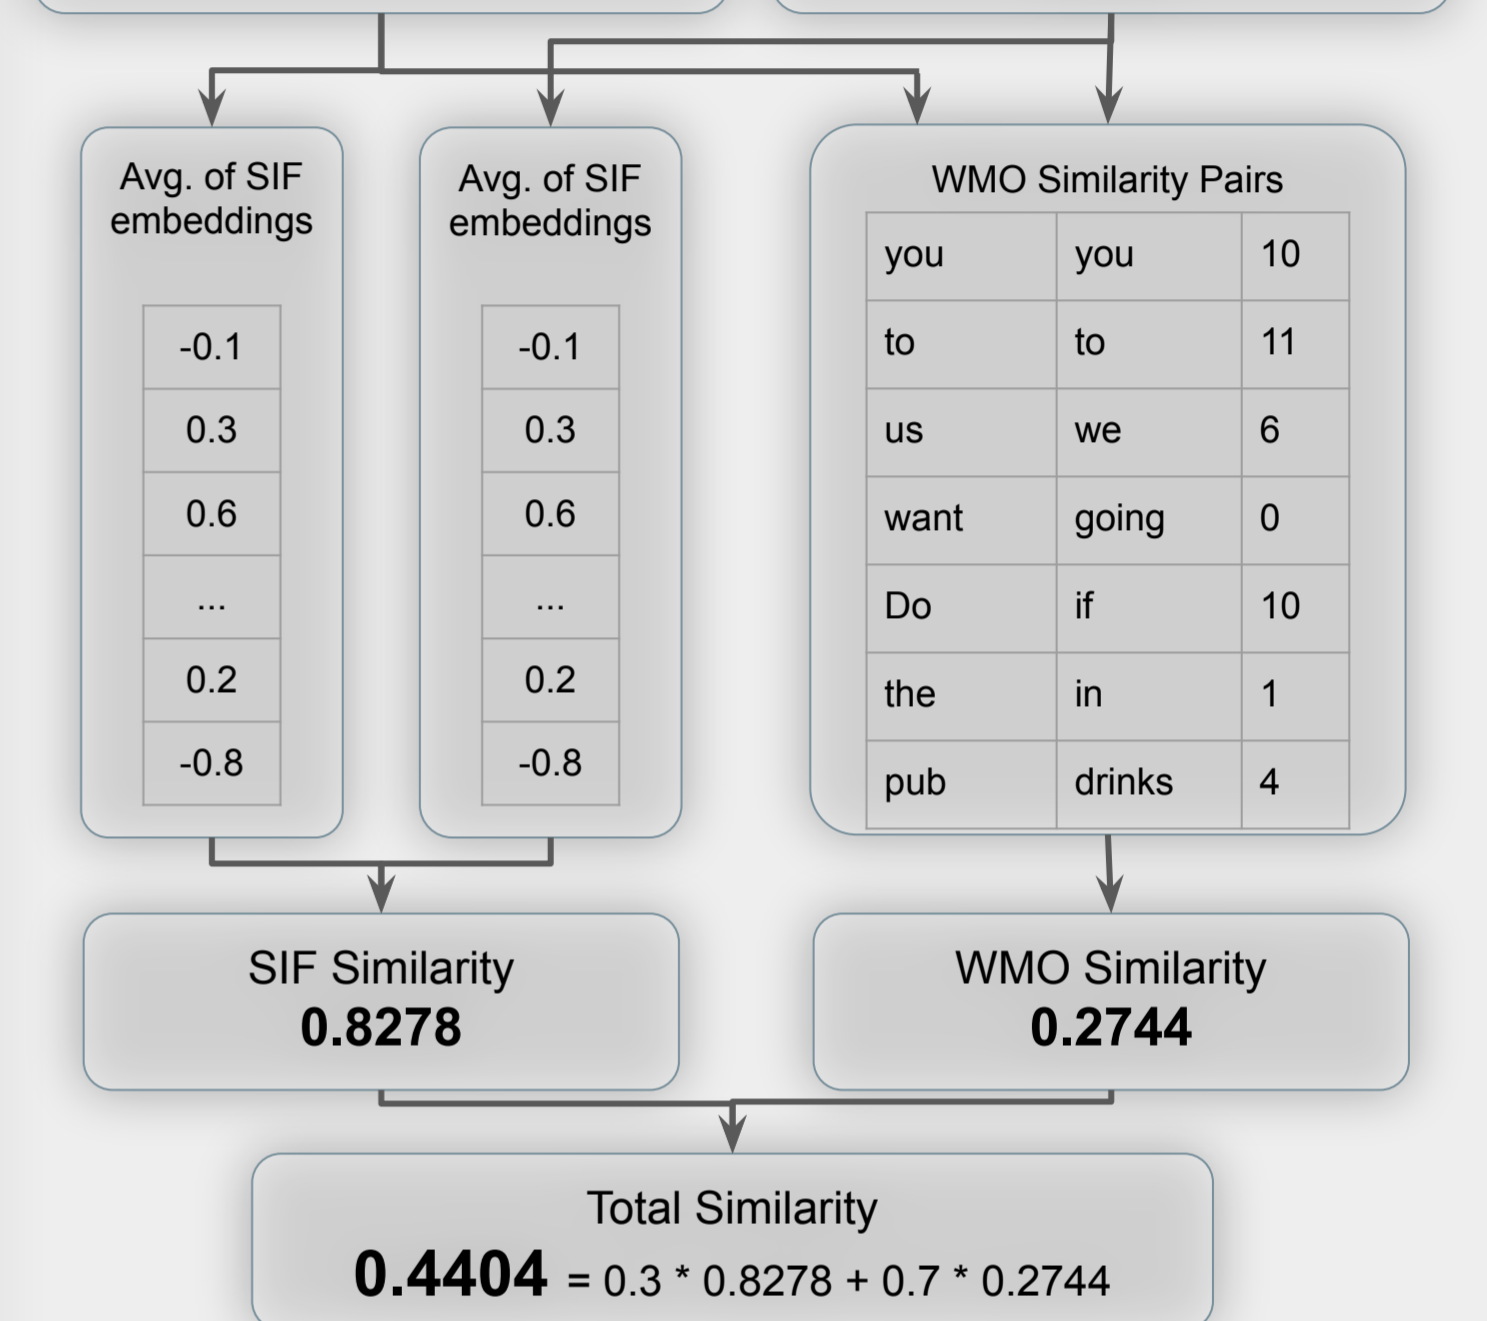 Avg. of SIF
embeddings
-0.1
0.3
0.6
...
0.2
-0.8
Avg. of SIF
embeddings
-0.1
0.3
0.6
...
0.2
-0.8
WMO Similarity Pairs
you you 10
to to 11
us we 6
want going 0
Do if 10
the in 1
pub drinks 4
SIF Similarity
0.8278
WMO Similarity
0.2744
Total Similarity
0.4404 = 0.3 * 0.8278 + 0.7 * 0.2744